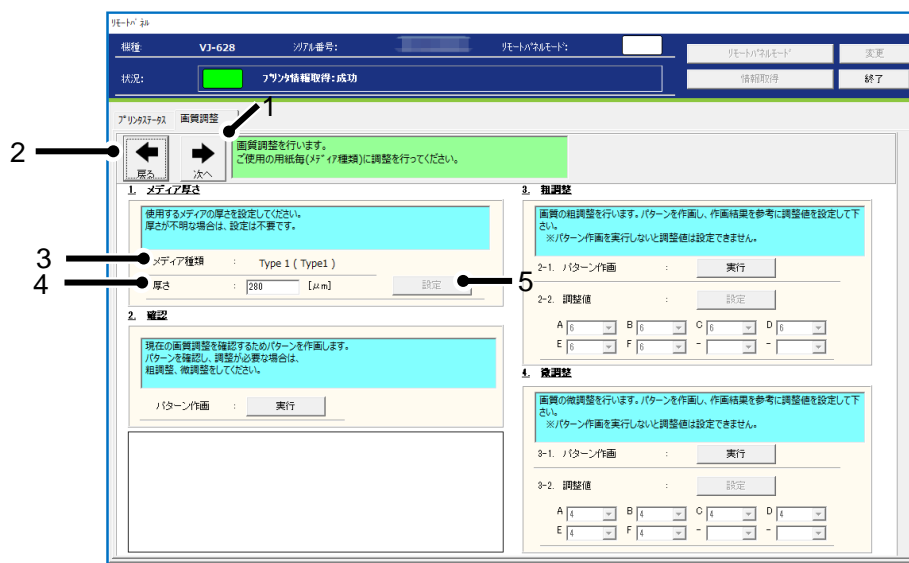 リモートパネル
機種:
VJ-628
シリアル番号:
リモートパネルモード:
リモートパネルモード
変更
状況:
プリンタ情報取得:成功
情報取得
終了
プリンタステータス
画質調整
1
2
戻る
次へ
画質調整を行います。
ご使用の用紙毎(メディア種類)に調整を行ってください。
1. メディア厚さ
使用するメディアの厚さを設定してください。
厚さが不明な場合は、設定は不要です。
3
メディア種類 : Type 1 ( Type1 )
4
厚さ : 280 [μm]
設定
5
2. 確認
現在の画質調整を確認するためパターンを作画します。
パターンを確認し、調整が必要な場合は、
粗調整、微調整をしてください。
パターン作画 : 実行
3. 粗調整
画質の粗調整を行います。パターンを作画し、作画結果を参考に調整値を設定して下
さい。
※パターン作画を実行しないと調整値は設定できません。
2-1. パターン作画 : 実行
2-2. 調整値 : 設定
A 6 B 6 C 6 D 6
E 6 F 6 - -
4. 微調整
画質の微調整を行います。パターンを作画し、作画結果を参考に調整値を設定して下
さい。
※パターン作画を実行しないと調整値は設定できません。
3-1. パターン作画 : 実行
3-2. 調整値 : 設定
A 4 B 4 C 4 D 4
E 4 F 4 - -